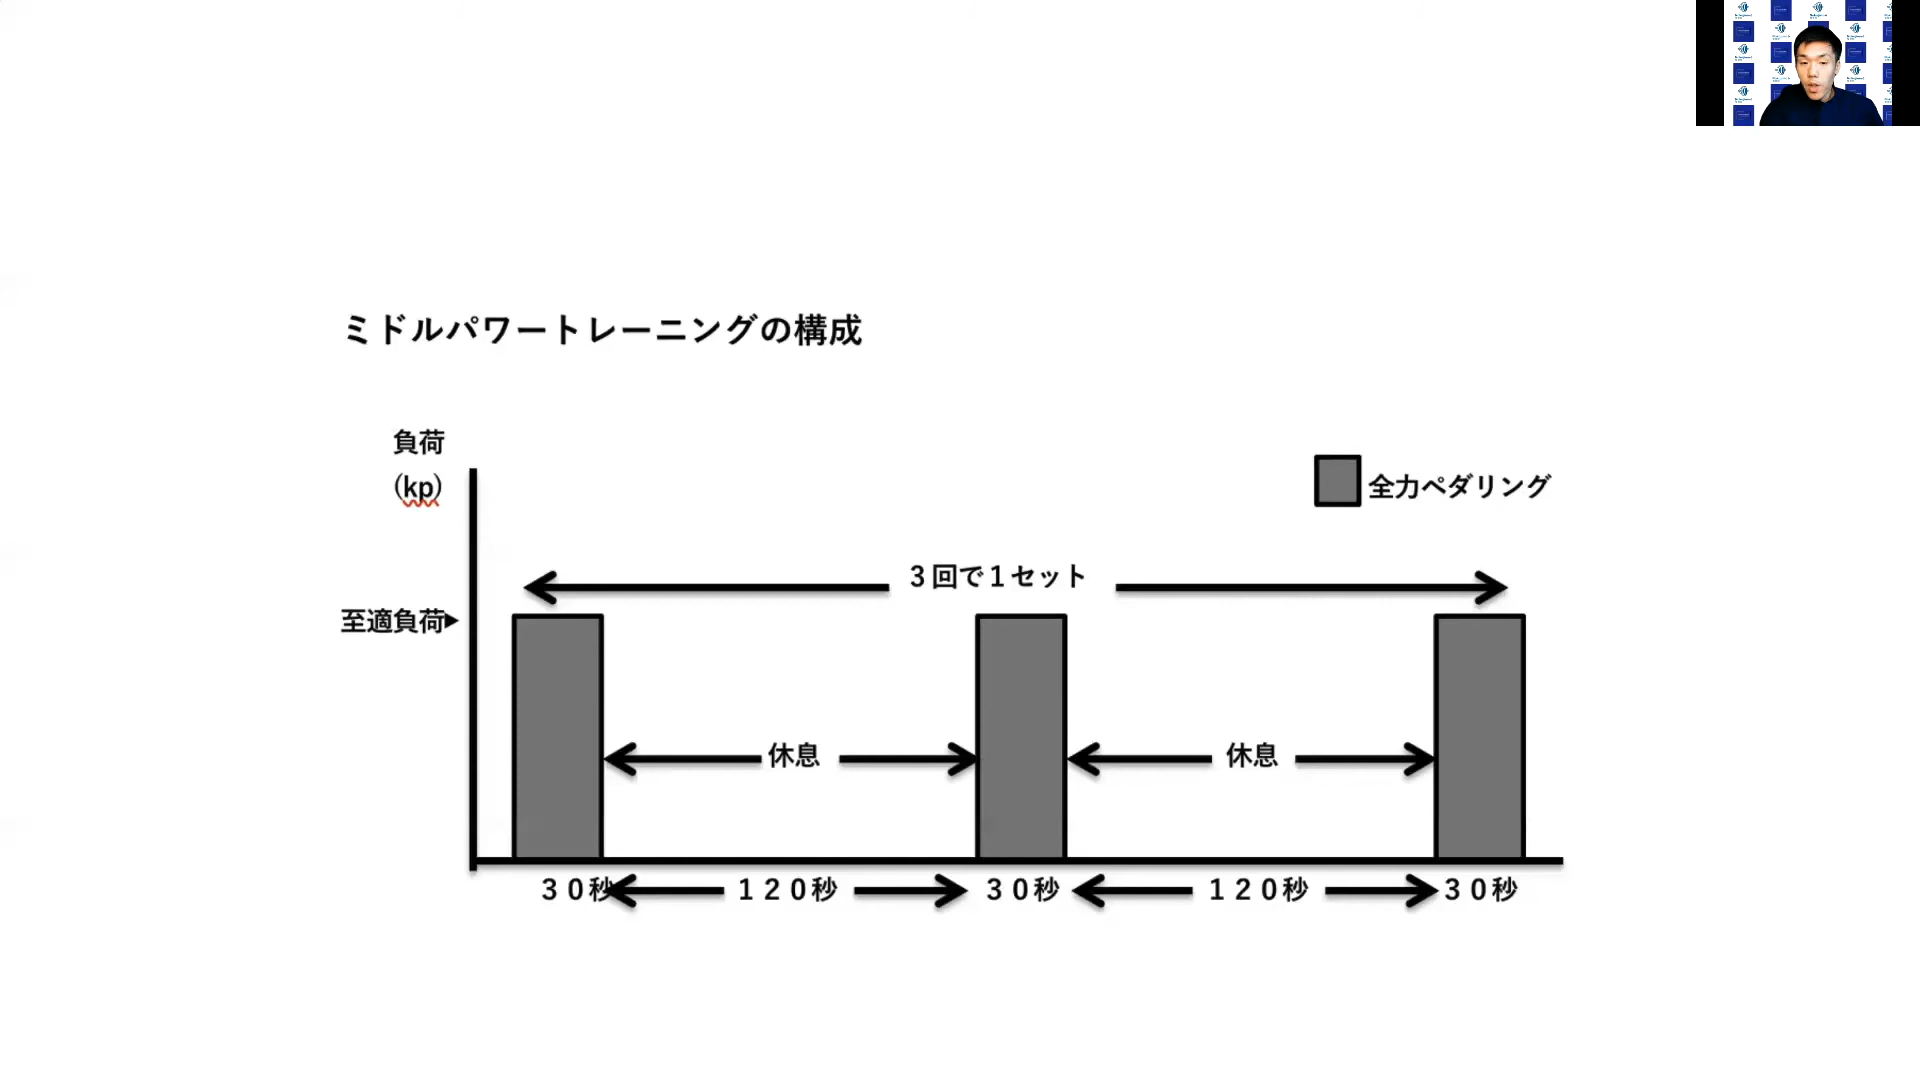 ミドルパワートレーニングの構成
負荷
(kp)
全力ペダリング
３回で１セット
至適負荷
休息
休息
３０秒
１２０秒
３０秒
１２０秒
３０秒